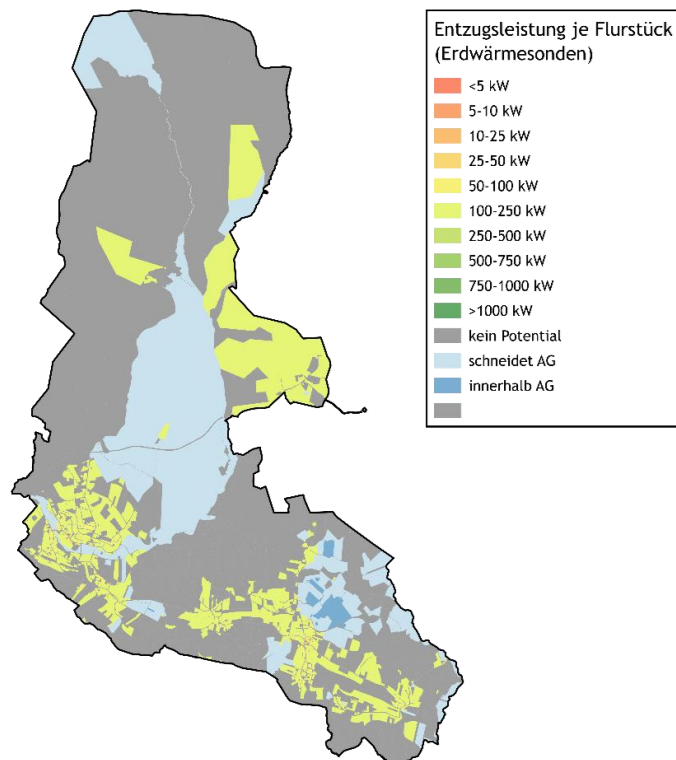 Entzugsleistung je Flurstück
(Erdwärmesonden)
<5 kW
5-10 kW
10-25 kW
25-50 kW
50-100 kW
100-250 kW
250-500 kW
500-750 kW
750-1000 kW
>1000 kW
kein Potential
schneidet AG
innerhalb AG